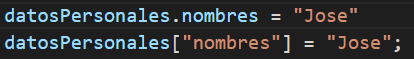 datosPersonales.nombres = "Jose"
datosPersonales["nombres"] = "Jose";